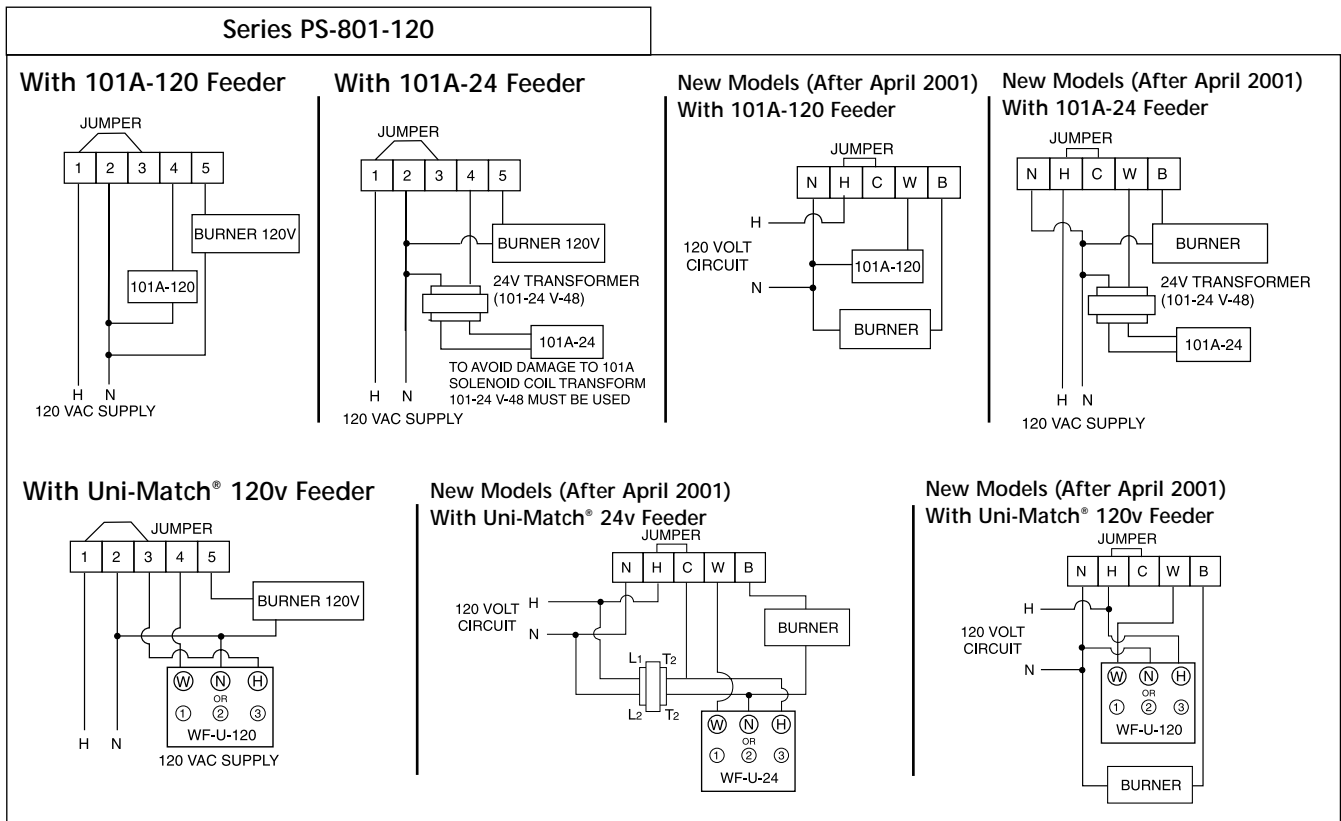 Series PS-801-120
With 101A-120 Feeder
JUMPER
1 2 3 4 5
BURNER 120V
101A-120
H N
120 VAC SUPPLY
With 101A-24 Feeder
JUMPER
1 2 3 4 5
BURNER 120V
24V TRANSFORMER
(101-24 V-48)
101A-24
TO AVOID DAMAGE TO 101A
SOLENOID COIL TRANSFORM
101-24 V-48 MUST BE USED
H N
120 VAC SUPPLY
New Models (After April 2001)
With 101A-120 Feeder
JUMPER
N H C W B
H
120 VOLT
CIRCUIT
N
101A-120
BURNER
New Models (After April 2001)
With 101A-24 Feeder
JUMPER
N H C W B
BURNER
24V TRANSFORMER
(101-24 V-48)
101A-24
H N
120 VAC SUPPLY
With Uni-Match® 120v Feeder
JUMPER
1 2 3 4 5
BURNER 120V
W N H
OR
1 2 3
WF-U-120
H N
120 VAC SUPPLY
New Models (After April 2001)
With Uni-Match® 24v Feeder
JUMPER
N H C W B
H
120 VOLT
CIRCUIT
N
BURNER
L1 T2
L2 T2
W N H
OR
1 2 3
WF-U-24
New Models (After April 2001)
With Uni-Match® 120v Feeder
JUMPER
N H C W B
H
120 VOLT
CIRCUIT
N
W N H
OR
1 2 3
WF-U-120
BURNER